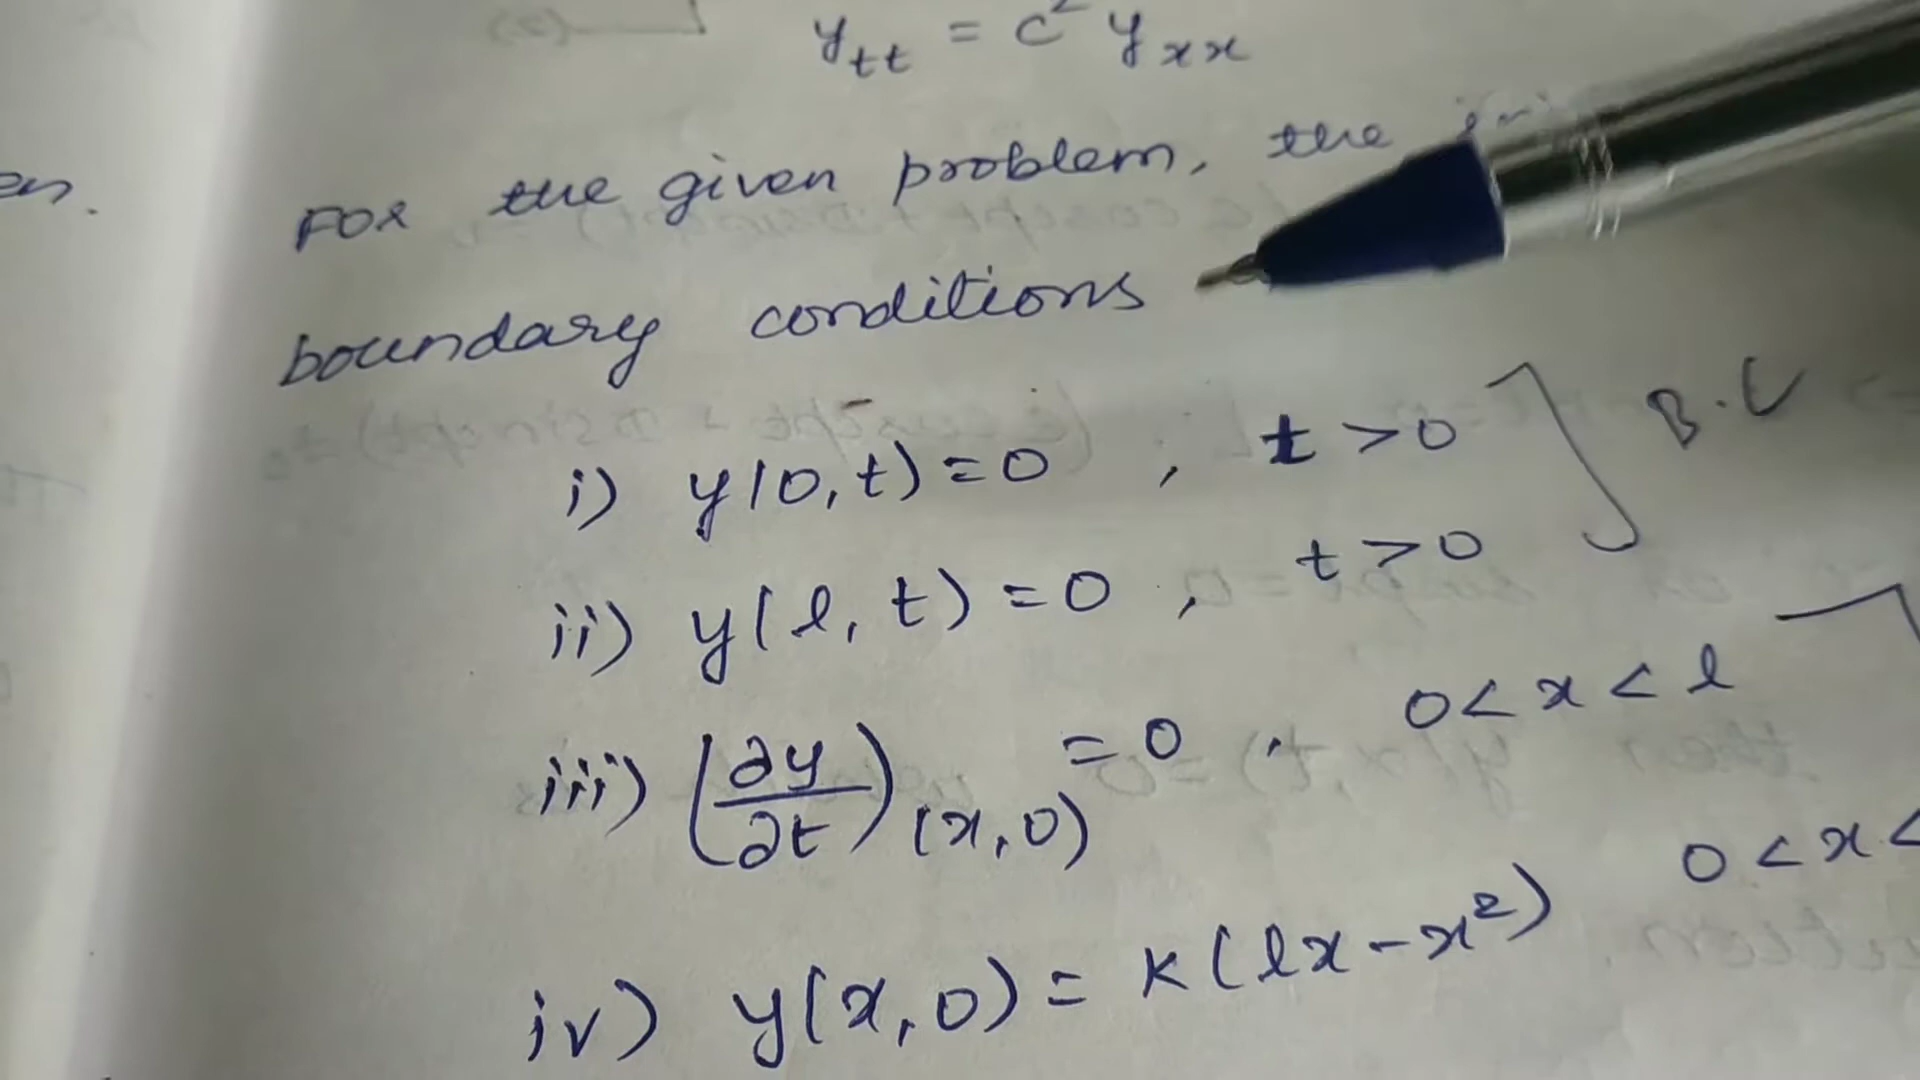 y_tt = c² y_xx
en.
For the given problem, the
boundary conditions
i) y(0,t)=0 , t>0
B.C
ii) y(l,t)=0 , t>0
iii) (∂y/∂t)(x,0) =0 , 0<x<l
iv) y(x,0)= K(lx-x²) 0<x<